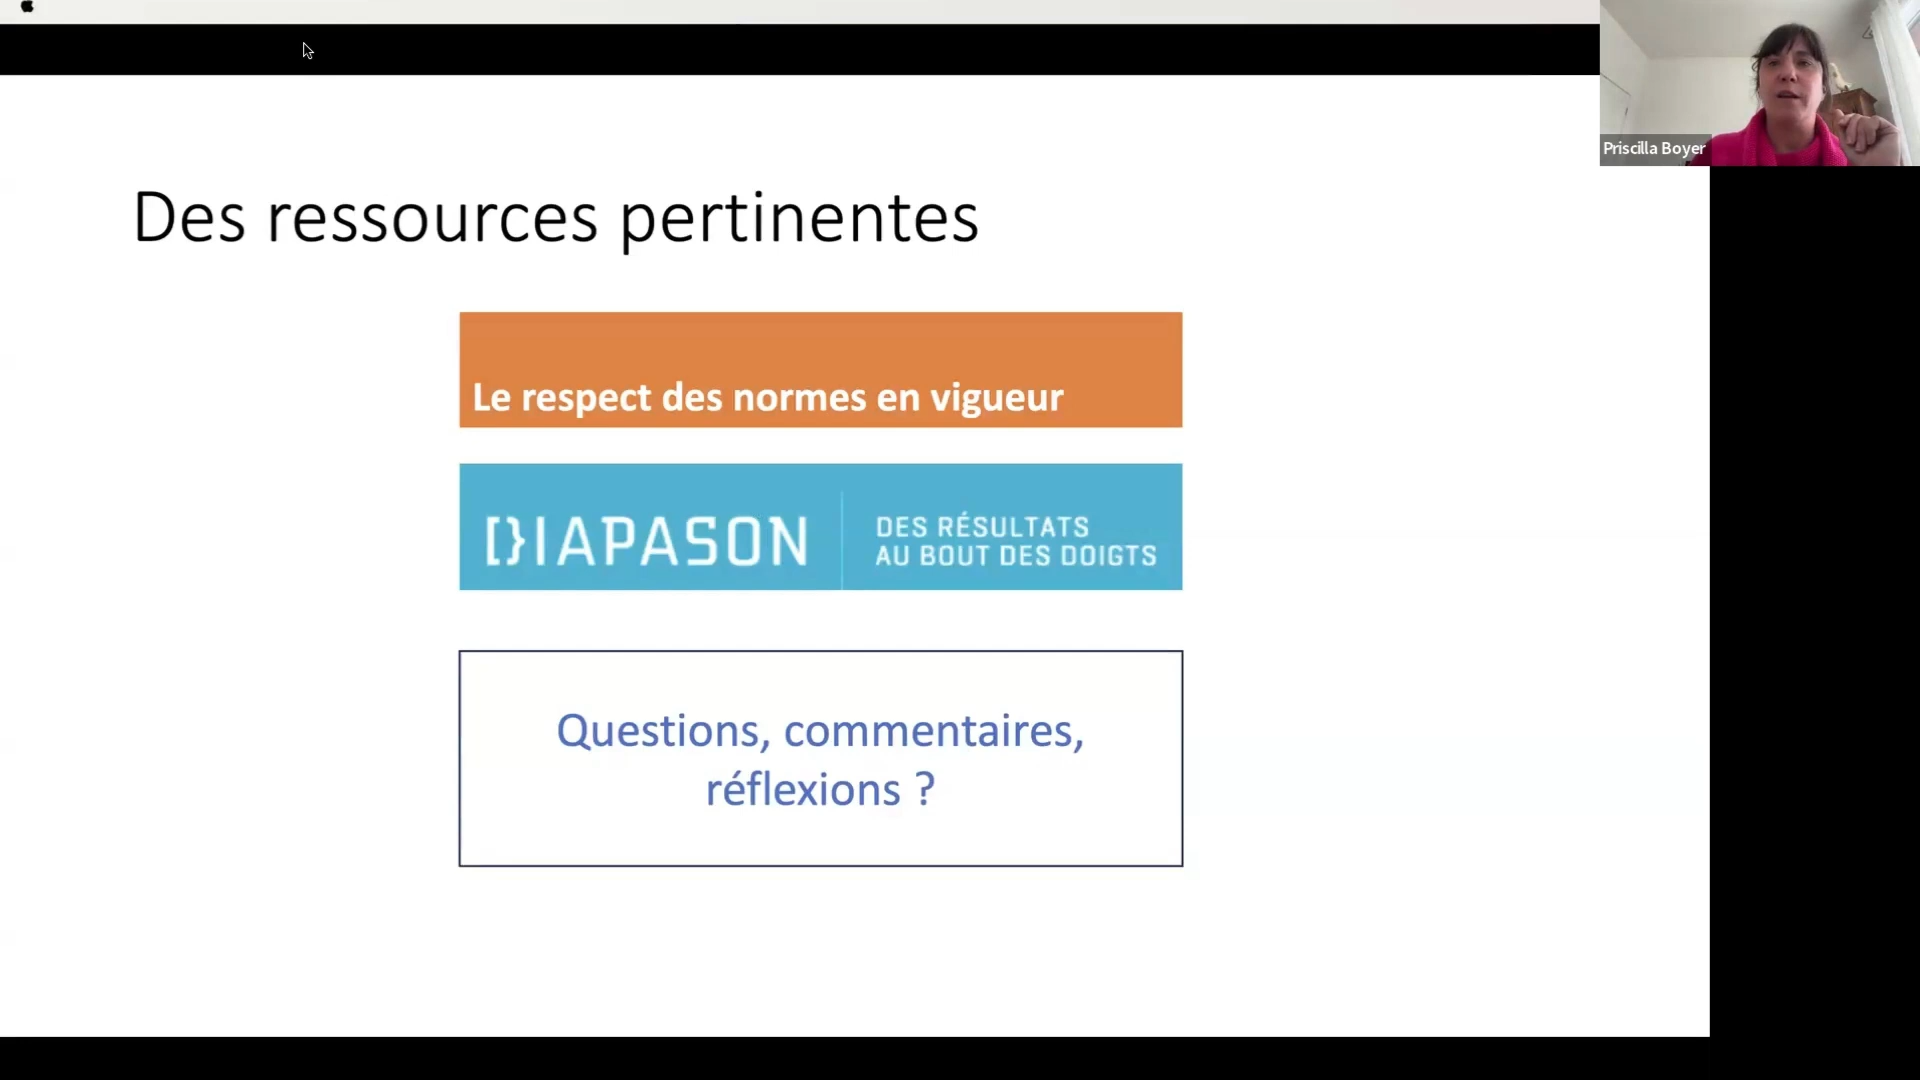 Priscilla Boyer
Des ressources pertinentes
Le respect des normes en vigueur
DIAPASON
DES RÉSULTATS
AU BOUT DES DOIGTS
Questions, commentaires,
réflexions ?